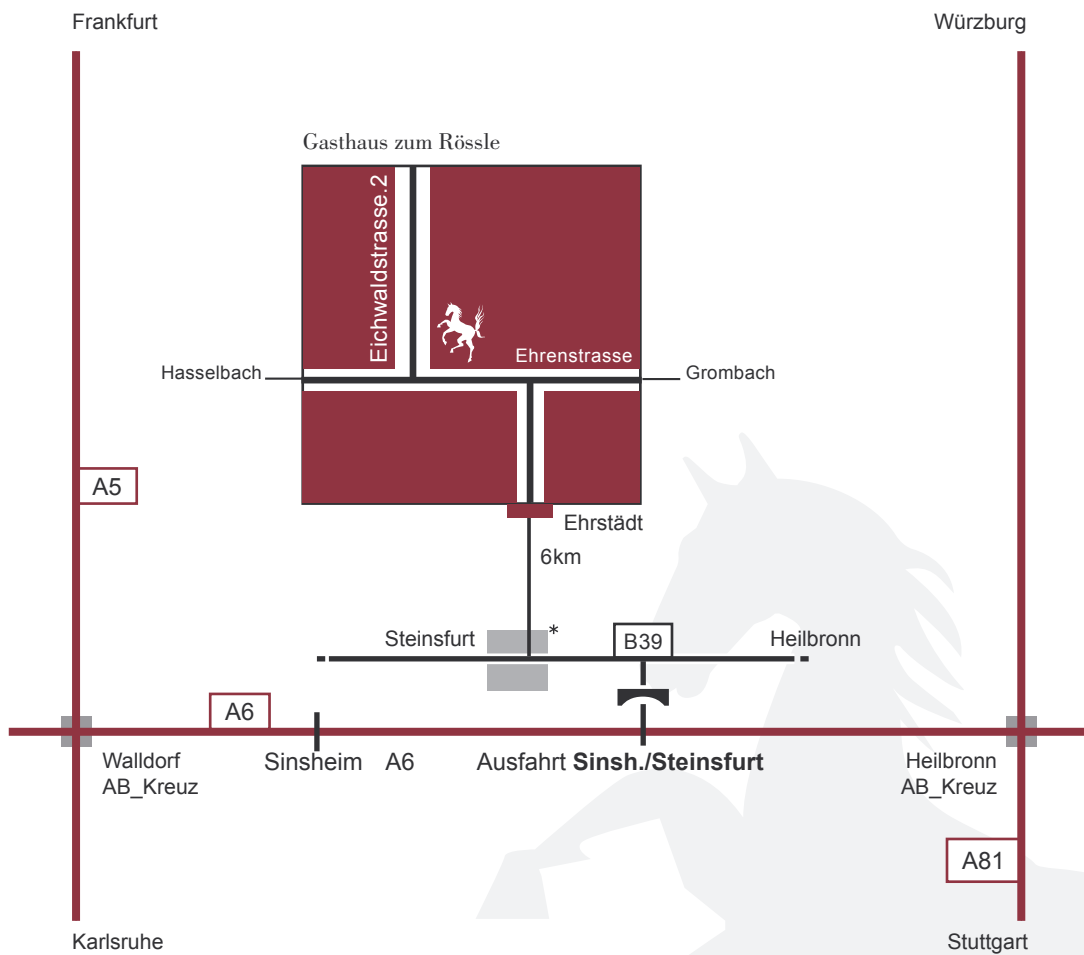 Frankfurt
Würzburg
Gasthaus zum Rössle
Eichwaldstrasse.2
Ehrenstrasse
Hasselbach
Grombach
A5
Ehrstädt
6km
Steinsfurt
*
B39
Heilbronn
A6
Walldorf
AB_Kreuz
Sinsheim
A6
Ausfahrt Sinsh./Steinsfurt
Heilbronn
AB_Kreuz
A81
Karlsruhe
Stuttgart